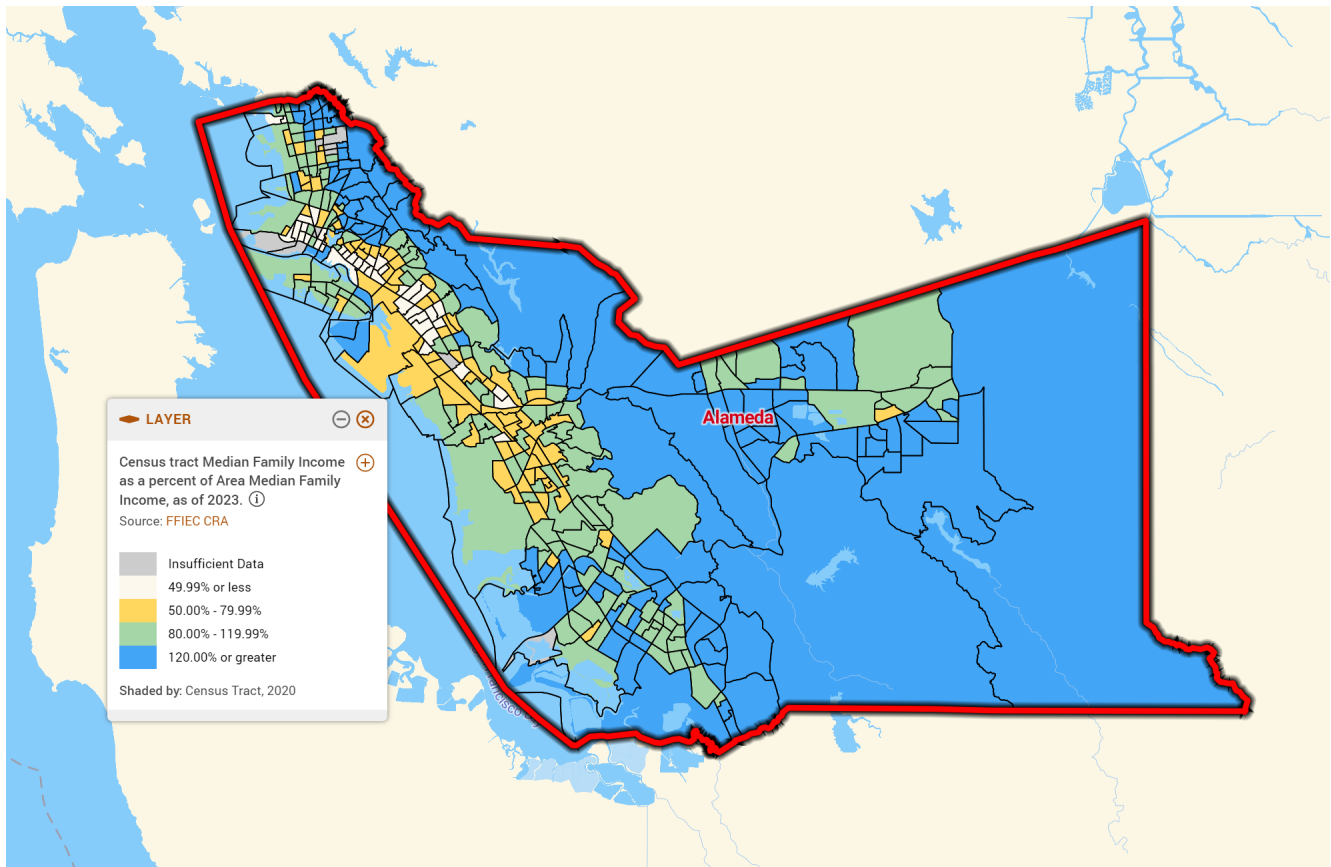 Alameda
LAYER
Census tract Median Family Income
as a percent of Area Median Family
Income, as of 2023.
Source: FFIEC CRA
Insufficient Data
49.99% or less
50.00% - 79.99%
80.00% - 119.99%
120.00% or greater
Shaded by: Census Tract, 2020